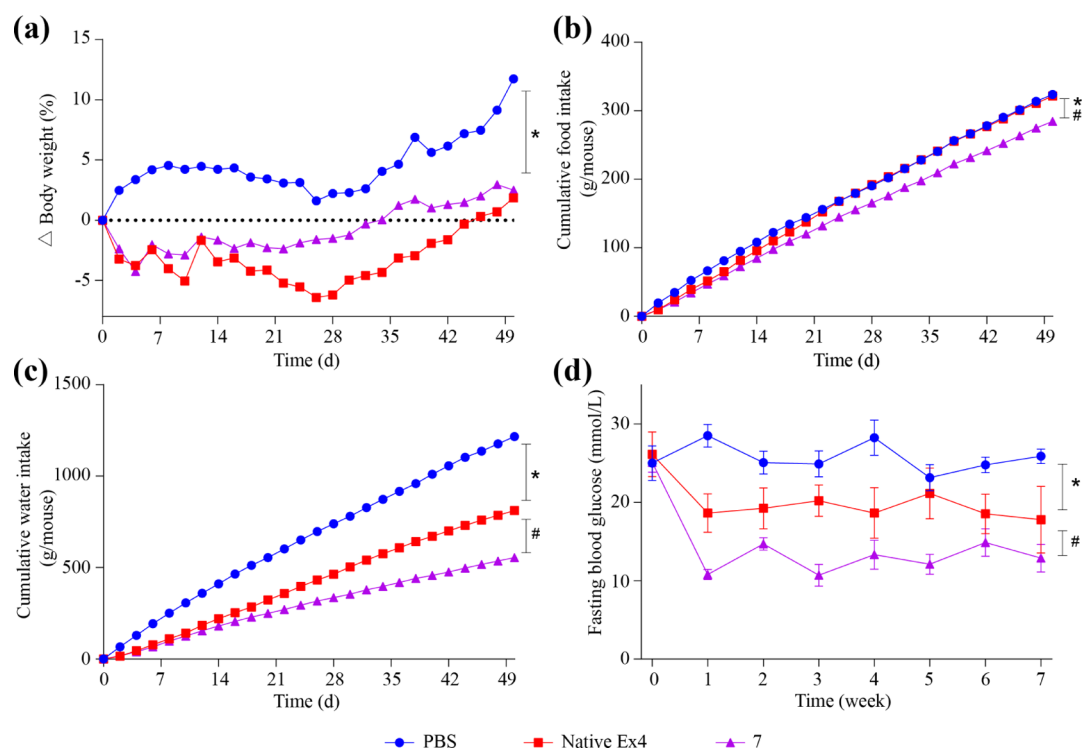 (a)
△ Body weight (%)
15
10
5
0
-5
*
0 7 14 21 28 35 42 49
Time (d)
(b)
Cumulative food intake
(g/mouse)
400
300
200
100
0
*
#
0 7 14 21 28 35 42 49
Time (d)
(c)
Cumulative water intake
(g/mouse)
1500
1000
500
0
*
#
0 7 14 21 28 35 42 49
Time (d)
(d)
Fasting blood glucose (mmol/L)
30
20
10
0
*
#
0 1 2 3 4 5 6 7
Time (week)
PBS Native Ex4 7